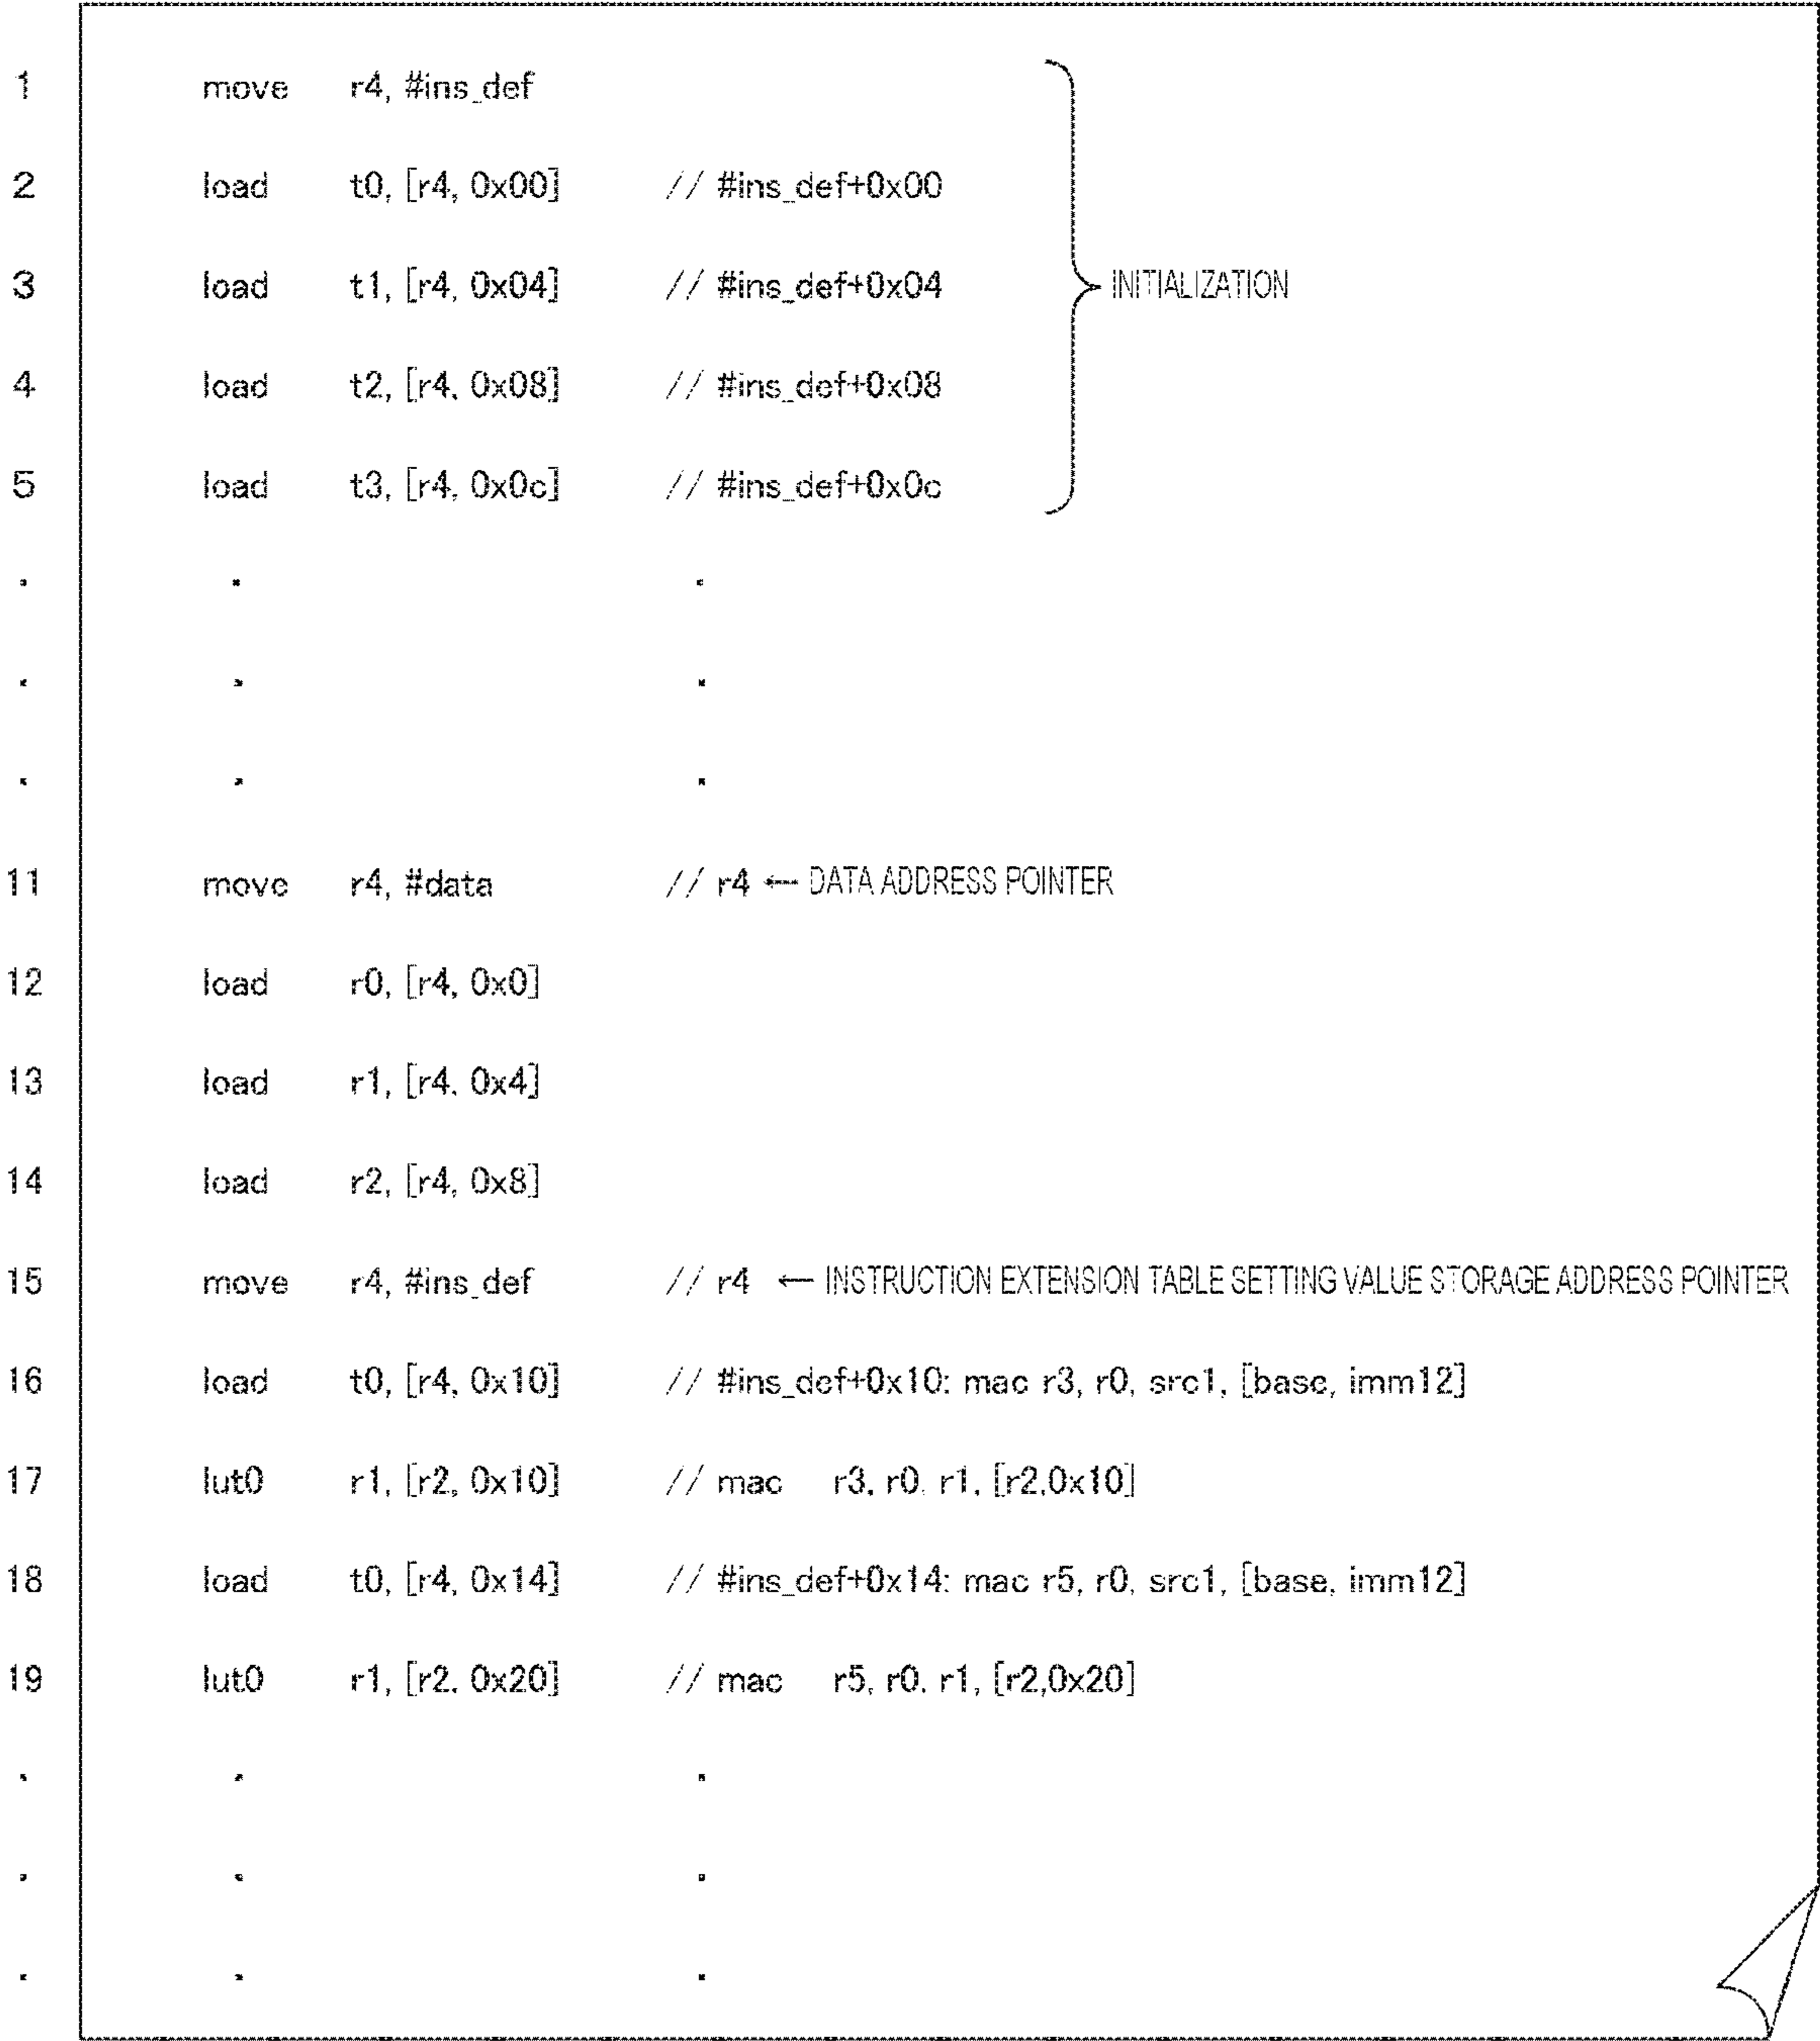 1 move r4, #ins_def
2 load t0, [r4, 0x00] // #ins_def+0x00
3 load t1, [r4, 0x04] // #ins_def+0x04 INITIALIZATION
4 load t2, [r4, 0x08] // #ins_def+0x08
5 load t3, [r4, 0x0c] // #ins_def+0x0c
. . .
. . .
. . .
11 move r4, #data // r4 ← DATA ADDRESS POINTER
12 load r0, [r4, 0x0]
13 load r1, [r4, 0x4]
14 load r2, [r4, 0x8]
15 move r4, #ins_def // r4 ← INSTRUCTION EXTENSION TABLE SETTING VALUE STORAGE ADDRESS POINTER
16 load t0, [r4, 0x10] // #ins_def+0x10: mac r3, r0, src1, [base, imm12]
17 lut0 r1, [r2, 0x10] // mac r3, r0, r1, [r2,0x10]
18 load t0, [r4, 0x14] // #ins_def+0x14: mac r5, r0, src1, [base, imm12]
19 lut0 r1, [r2, 0x20] // mac r5, r0, r1, [r2,0x20]
. . .
. . .
. . .